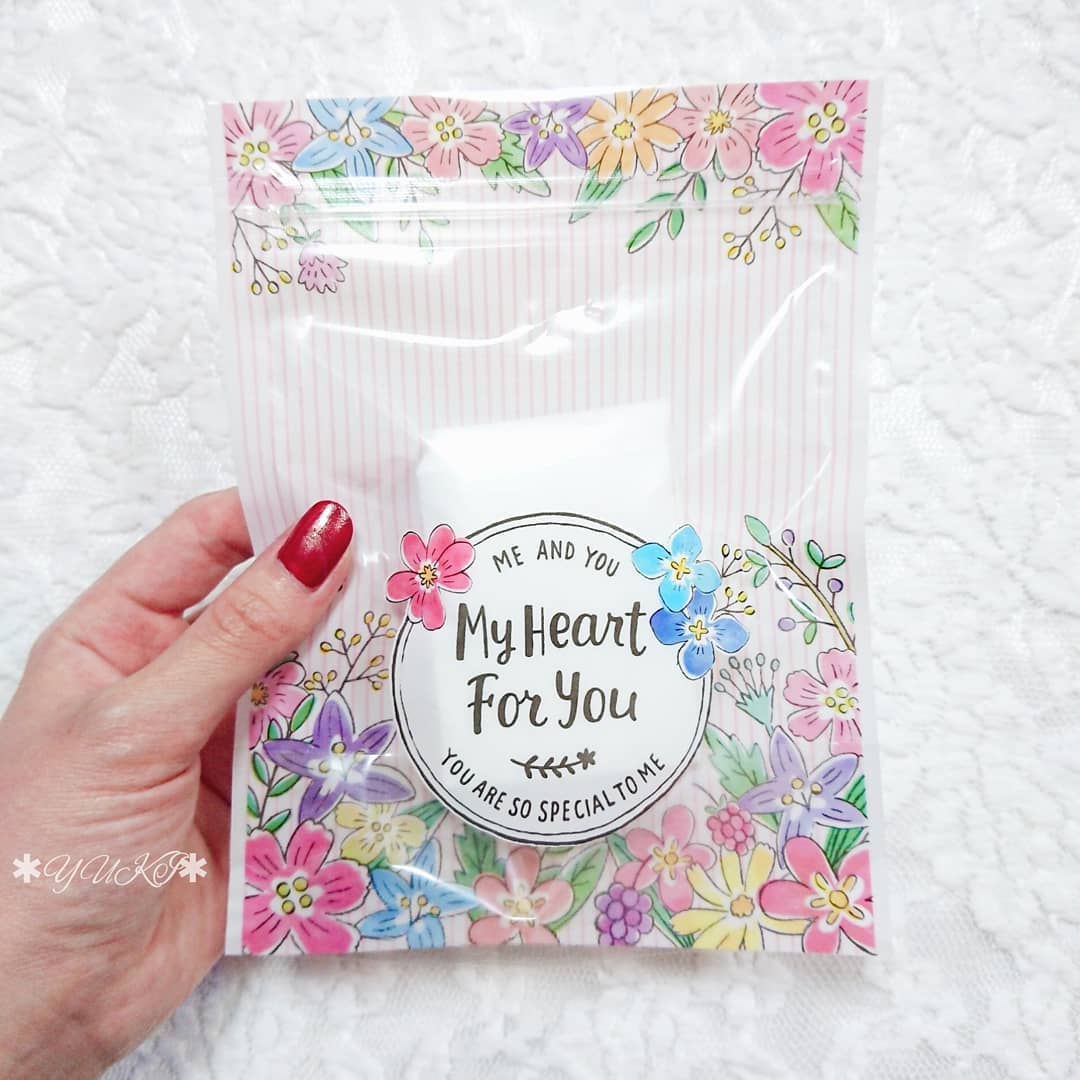 ME AND YOU
My Heart
For You
YOU ARE SO SPECIAL TO ME
*YUKI*